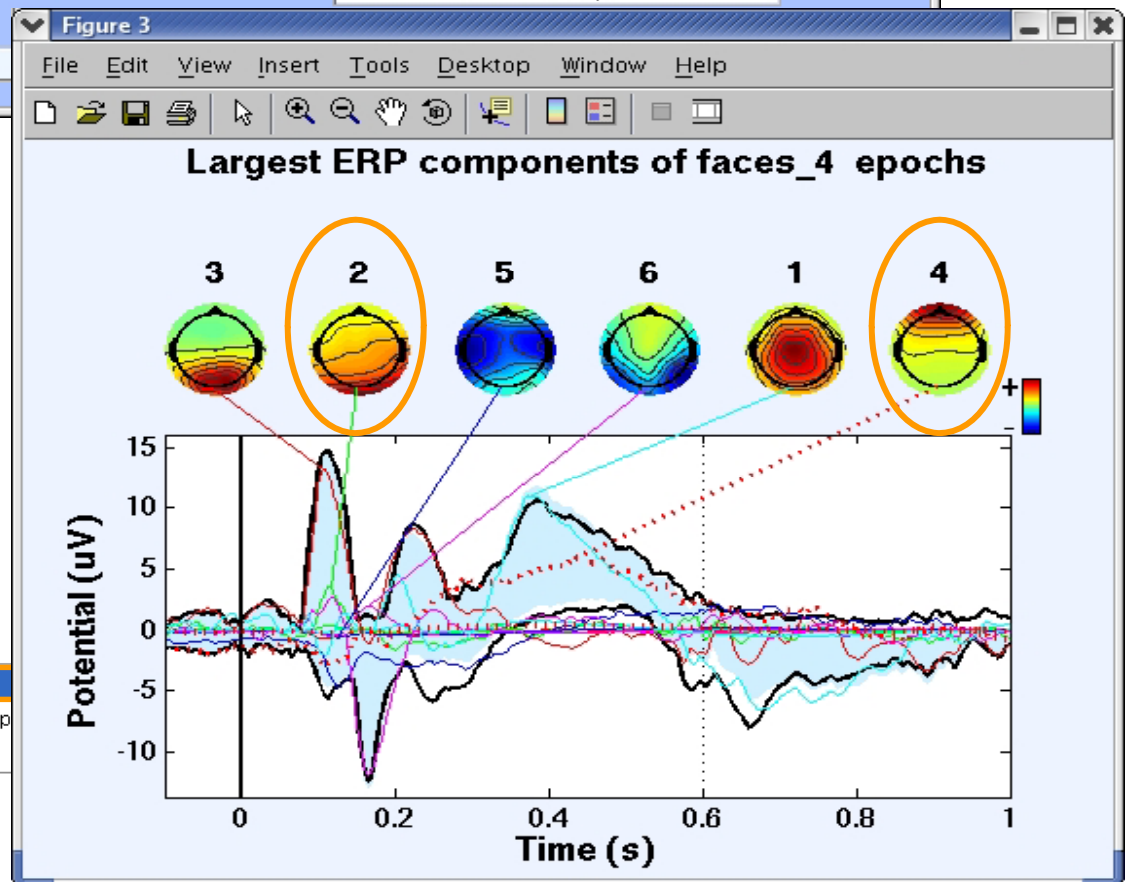 Figure 3
File Edit View Insert Tools Desktop Window Help
Largest ERP components of faces_4 epochs
3 2 5 6 1 4
+
-
15
10
5
0
-5
-10
Potential (uV)
0 0.2 0.4 0.6 0.8 1
Time (s)
p